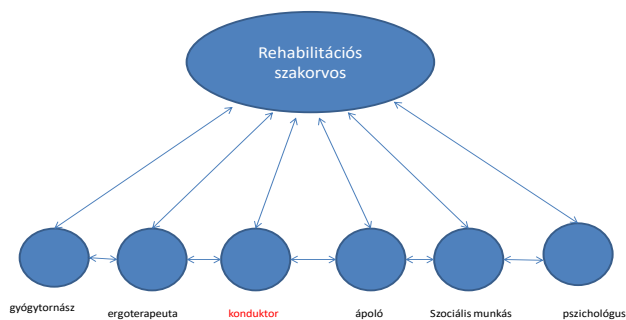 Rehabilitációs
szakorvos
gyógytornász
ergoterapeuta
konduktor
ápoló
Szociális munkás
pszichológus